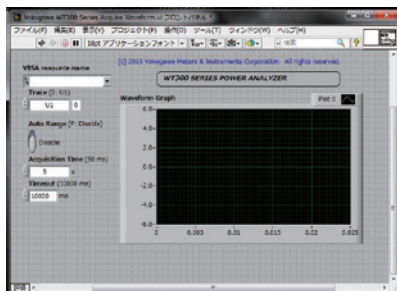 Yokogawa WT300 Series Acquire Waveform.vi フロントパネル *
ファイル(F) 編集(E) 表示(V) プロジェクト(P) 操作(O) ツール(T) ウィンドウ(W) ヘルプ(H)
18pt アプリケーションフォント 検索
(c) 2013 Yokogawa Meters & Instruments Corporation. All rights reserved.
VISA resource name
WT300 SERIES POWER ANALYZER
Trace (0: U1)
U1 0
Waveform Graph
Plot 0
Auto Range (F: Disable)
Disable
Acquisition Time (50 ms)
5 s
Timeout (10000 ms)
10000 ms
6.0
4.0
2.0
0.0
-2.0
-4.0
-6.0
0 0.005 0.01 0.015 0.02 0.025